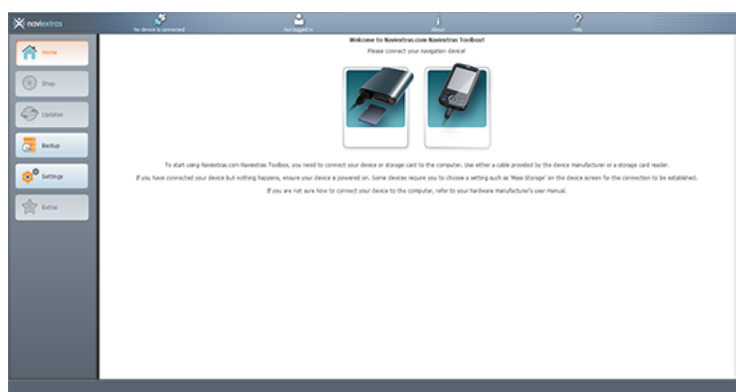 naviextras
No device is connected
Not logged in
About
Help
Home
Shop
Updates
Backup
Settings
Extras
Welcome to Naviextras.com Naviextras Toolbox!
Please connect your navigation device!
To start using Naviextras.com Naviextras Toolbox, you need to connect your device or storage card to the computer. Use either a cable provided by the device manufacturer or a storage card reader.
If you have connected your device but nothing happens, ensure your device is powered on. Some devices require you to choose a setting such as 'Mass Storage' on the device screen for the connection to be established.
If you are not sure how to connect your device to the computer, refer to your hardware manufacturer's user manual.